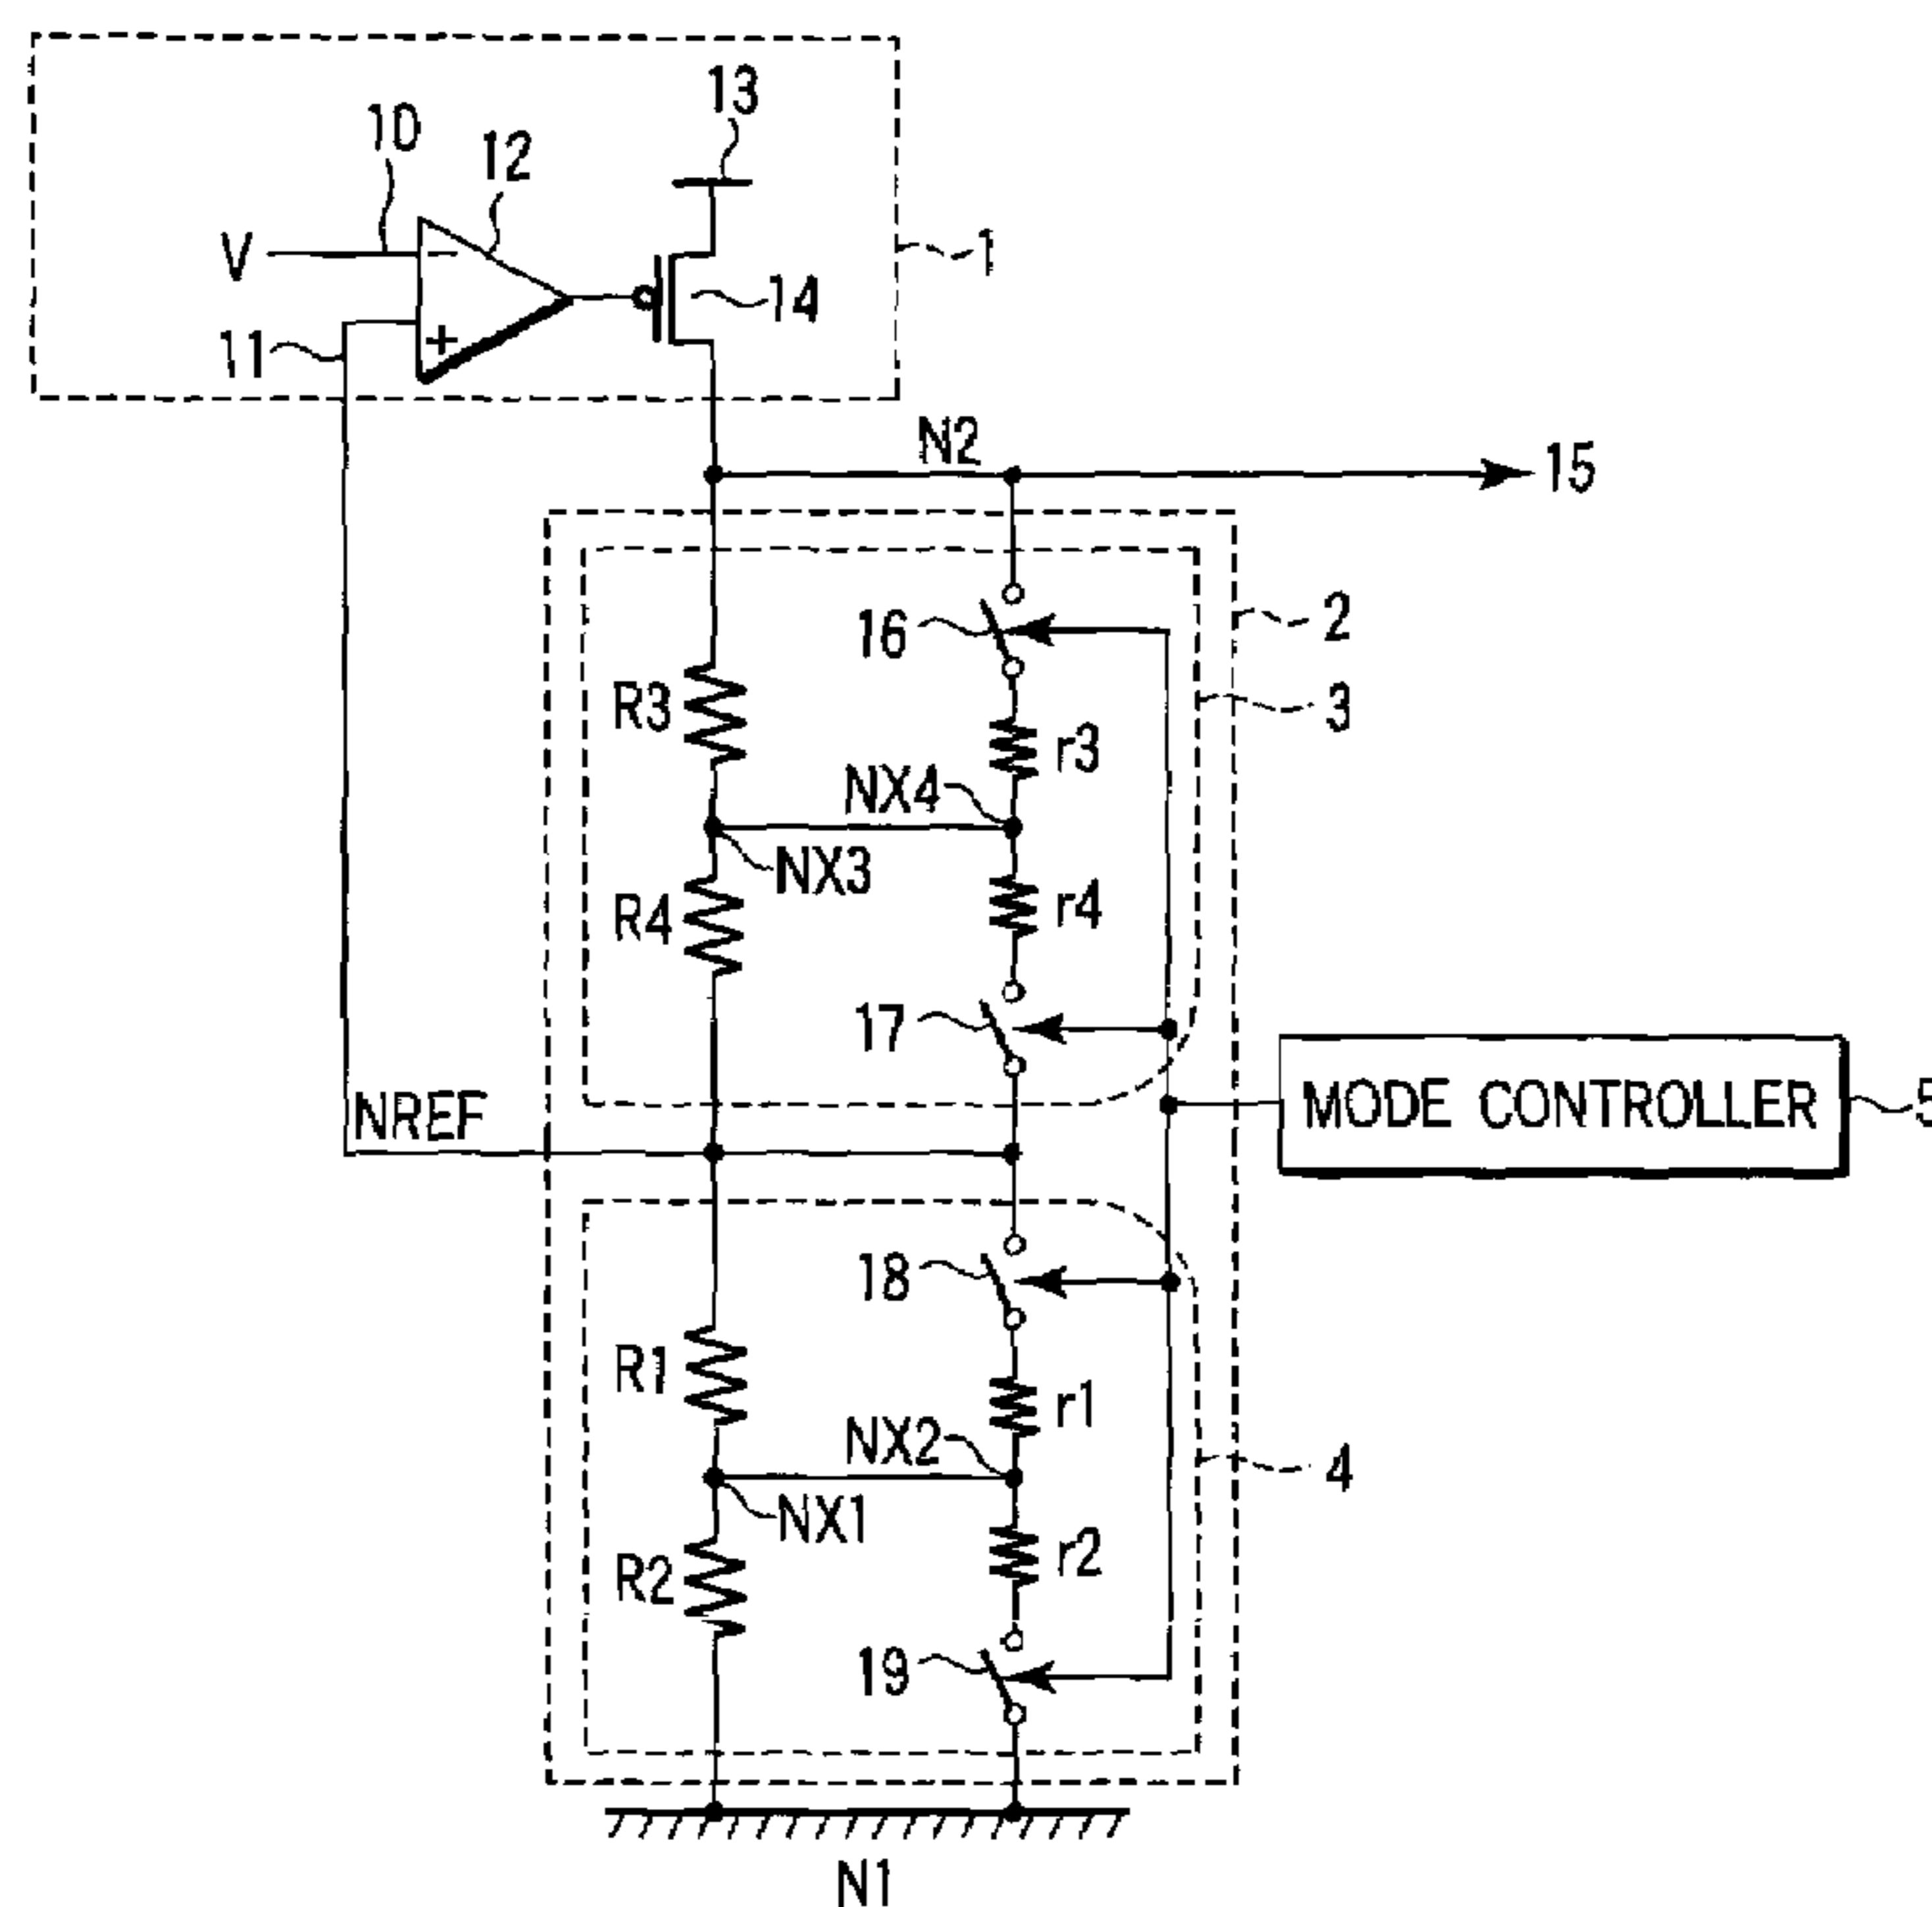 13
10
12
V
−
1
14
11
+
N2
15
16
2
R3
3
r3
NX4
NX3
R4
r4
17
MODE CONTROLLER
5
NREF
18
R1
r1
NX2
4
NX1
R2
r2
19
N1